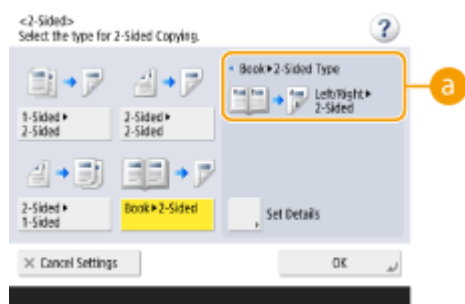 <2-Sided>
Select the type for 2-Sided Copying.
?
Book▶2-Sided Type
Left/Right▶
2-Sided
a
1-Sided▶
2-Sided
2-Sided▶
2-Sided
2-Sided▶
1-Sided
Book▶2-Sided
Set Details
× Cancel Settings
OK